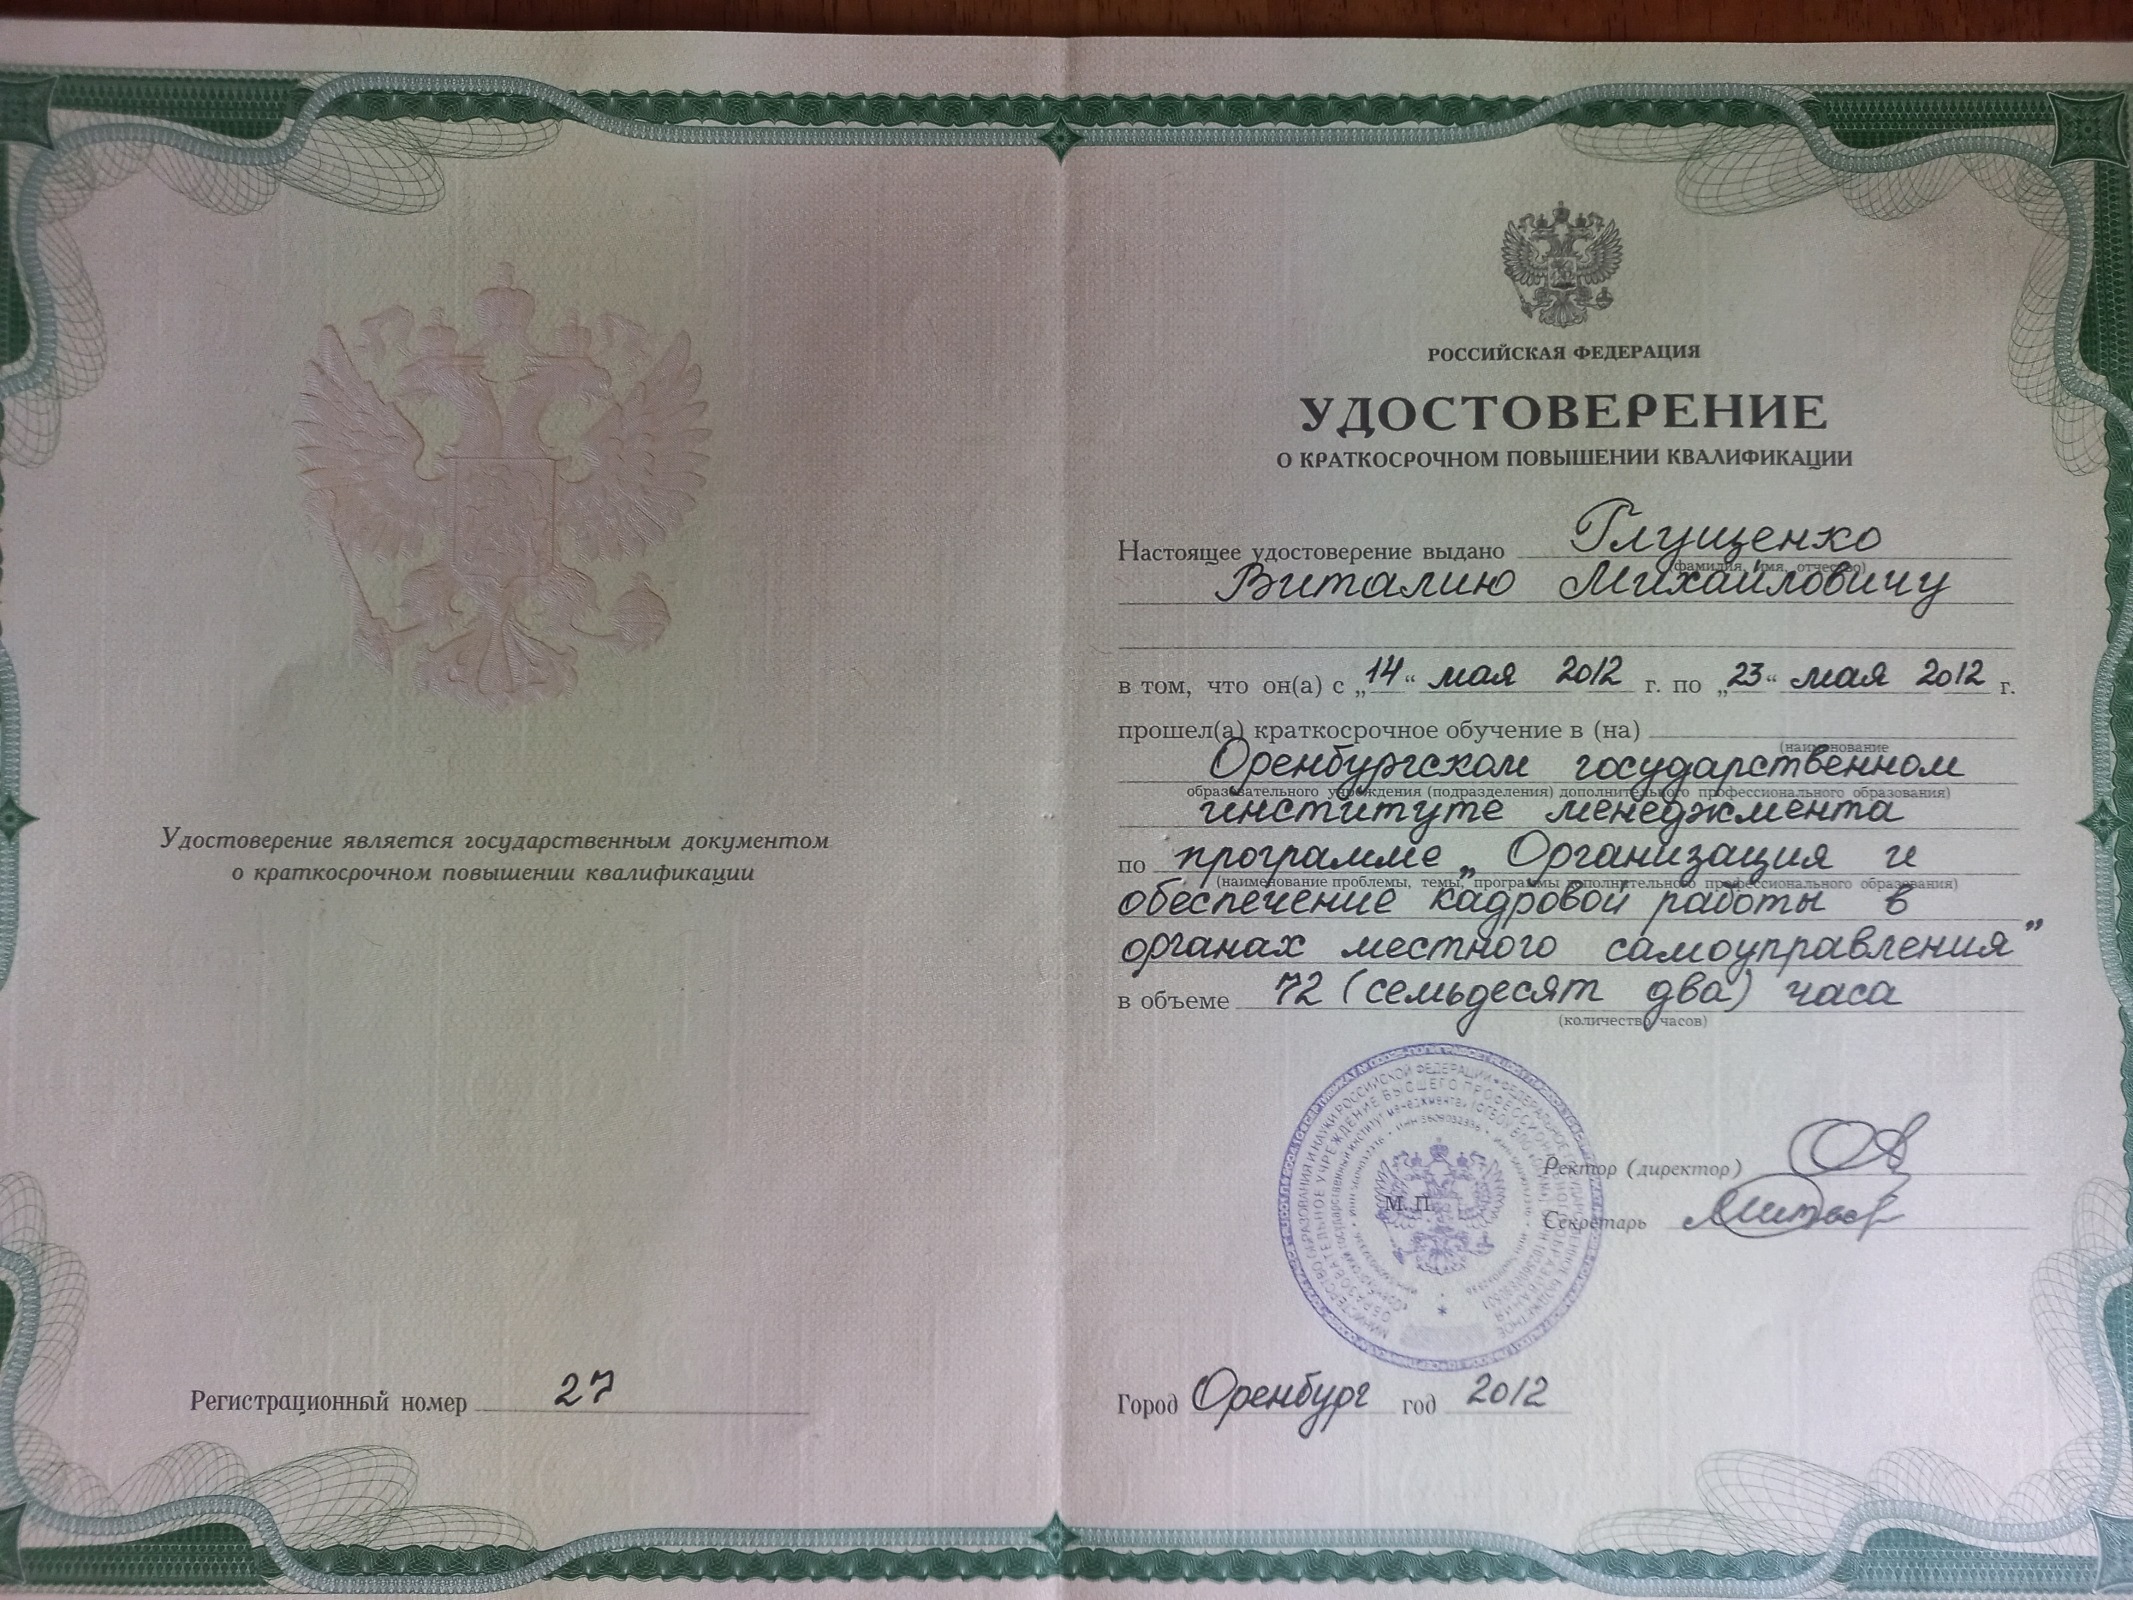 Удостоверение является государственным документом
о краткосрочном повышении квалификации
Регистрационный номер 27
РОССИЙСКАЯ ФЕДЕРАЦИЯ
УДОСТОВЕРЕНИЕ
О КРАТКОСРОЧНОМ ПОВЫШЕНИИ КВАЛИФИКАЦИИ
Настоящее удостоверение выдано Глущенко
(фамилия, имя, отчество)
Виталию Михайловичу
в том, что он(а) с „14“ мая 2012 г. по „23“ мая 2012 г.
прошел(а) краткосрочное обучение в (на)
(наименование
Оренбургском государственном
образовательного учреждения (подразделения) дополнительного профессионального образования)
институте менеджмента
по программе „Организация и
(наименование проблемы, темы, программы дополнительного профессионального образования)
обеспечение кадровой работы в
органах местного самоуправления”
в объеме 72 (семьдесят два) часа
(количество часов)
Ректор (директор)
М.П.
Секретарь
Город Оренбург год 2012